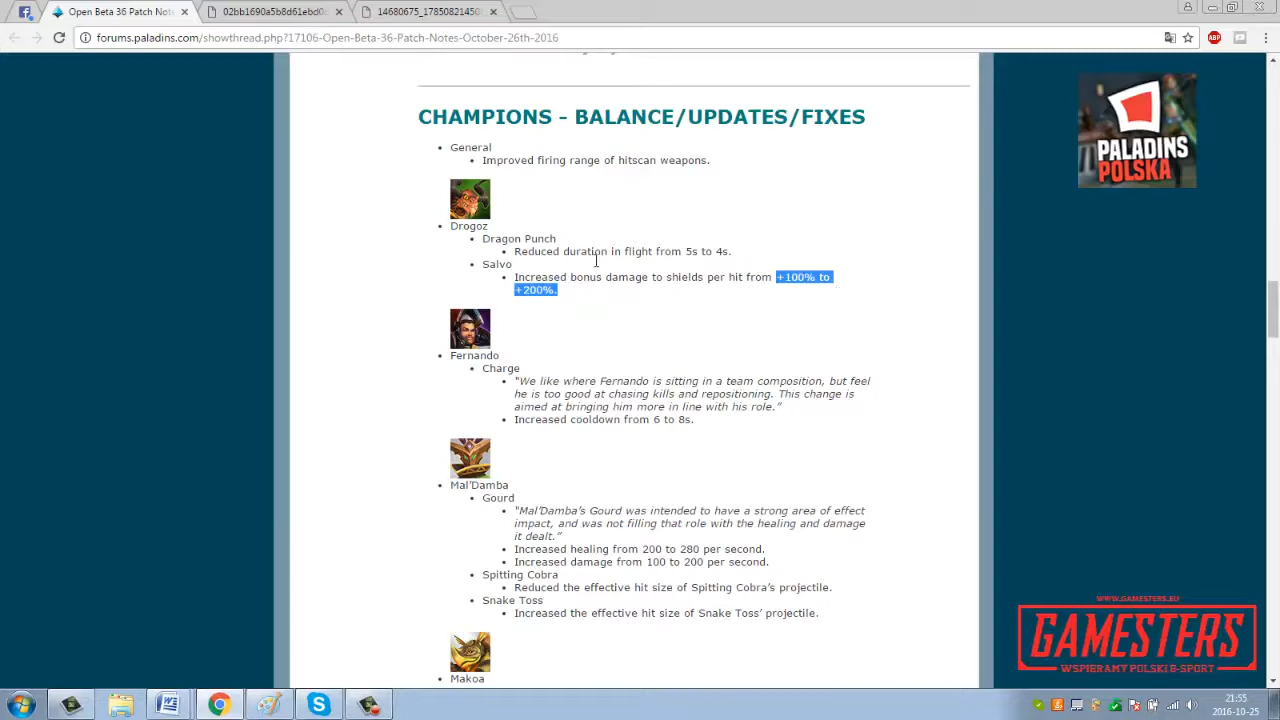 Open Beta 36 Patch Note
02bb1690a5b8d61ebd0c
14680675_1785082145
forums.paladins.com/showthread.php?17106-Open-Beta-36-Patch-Notes-October-26th-2016
ABP
CHAMPIONS - BALANCE/UPDATES/FIXES
General
Improved firing range of hitscan weapons.
Drogoz
Dragon Punch
Reduced duration in flight from 5s to 4s.
Salvo
Increased bonus damage to shields per hit from +100% to
+200%.
Fernando
Charge
"We like where Fernando is sitting in a team composition, but feel
he is too good at chasing kills and repositioning. This change is
aimed at bringing him more in line with his role."
Increased cooldown from 6 to 8s.
Mal'Damba
Gourd
"Mal'Damba's Gourd was intended to have a strong area of effect
impact, and was not filling that role with the healing and damage
it dealt."
Increased healing from 200 to 280 per second.
Increased damage from 100 to 200 per second.
Spitting Cobra
Reduced the effective hit size of Spitting Cobra's projectile.
Snake Toss
Increased the effective hit size of Snake Toss' projectile.
Makoa
PALADINS
POLSKA
WWW.GAMESTERS.EU
GAMESTERS
WSPIERAMY POLSKI E-SPORT
21:55
2016-10-25